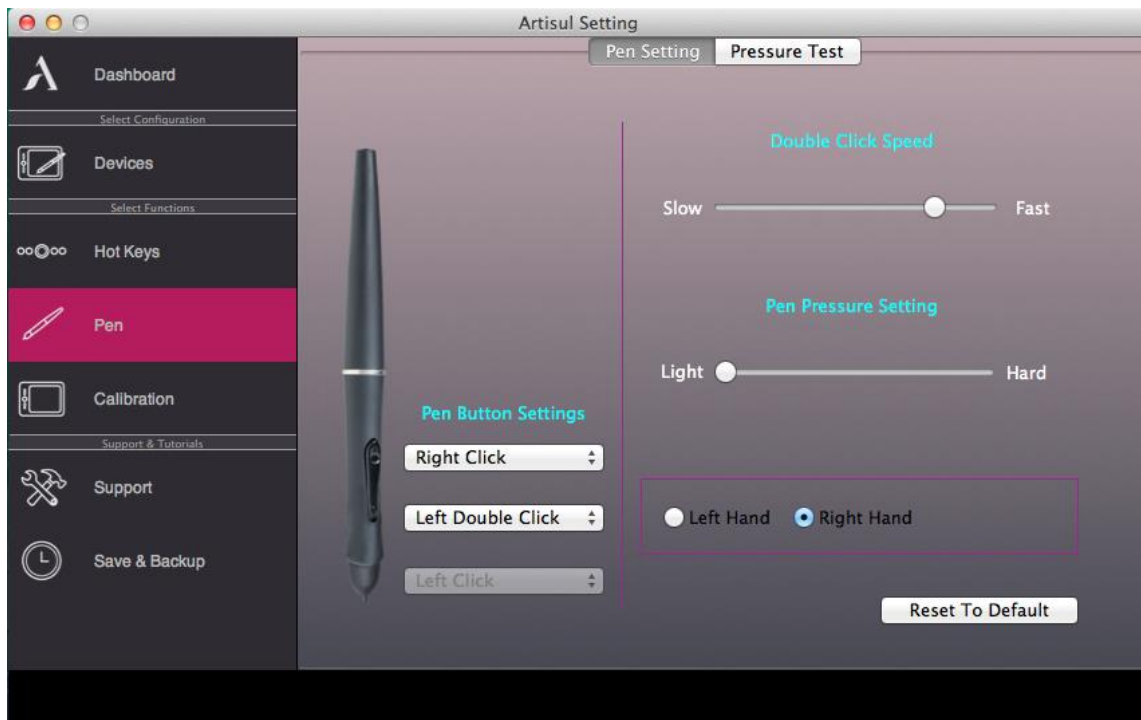 Artisul Setting
Pen Setting
Pressure Test
Dashboard
Select Configuration
Devices
Select Functions
Hot Keys
Pen
Calibration
Support & Tutorials
Support
Save & Backup
Pen Button Settings
Right Click
Left Double Click
Left Click
Double Click Speed
Slow
Fast
Pen Pressure Setting
Light
Hard
Left Hand
Right Hand
Reset To Default